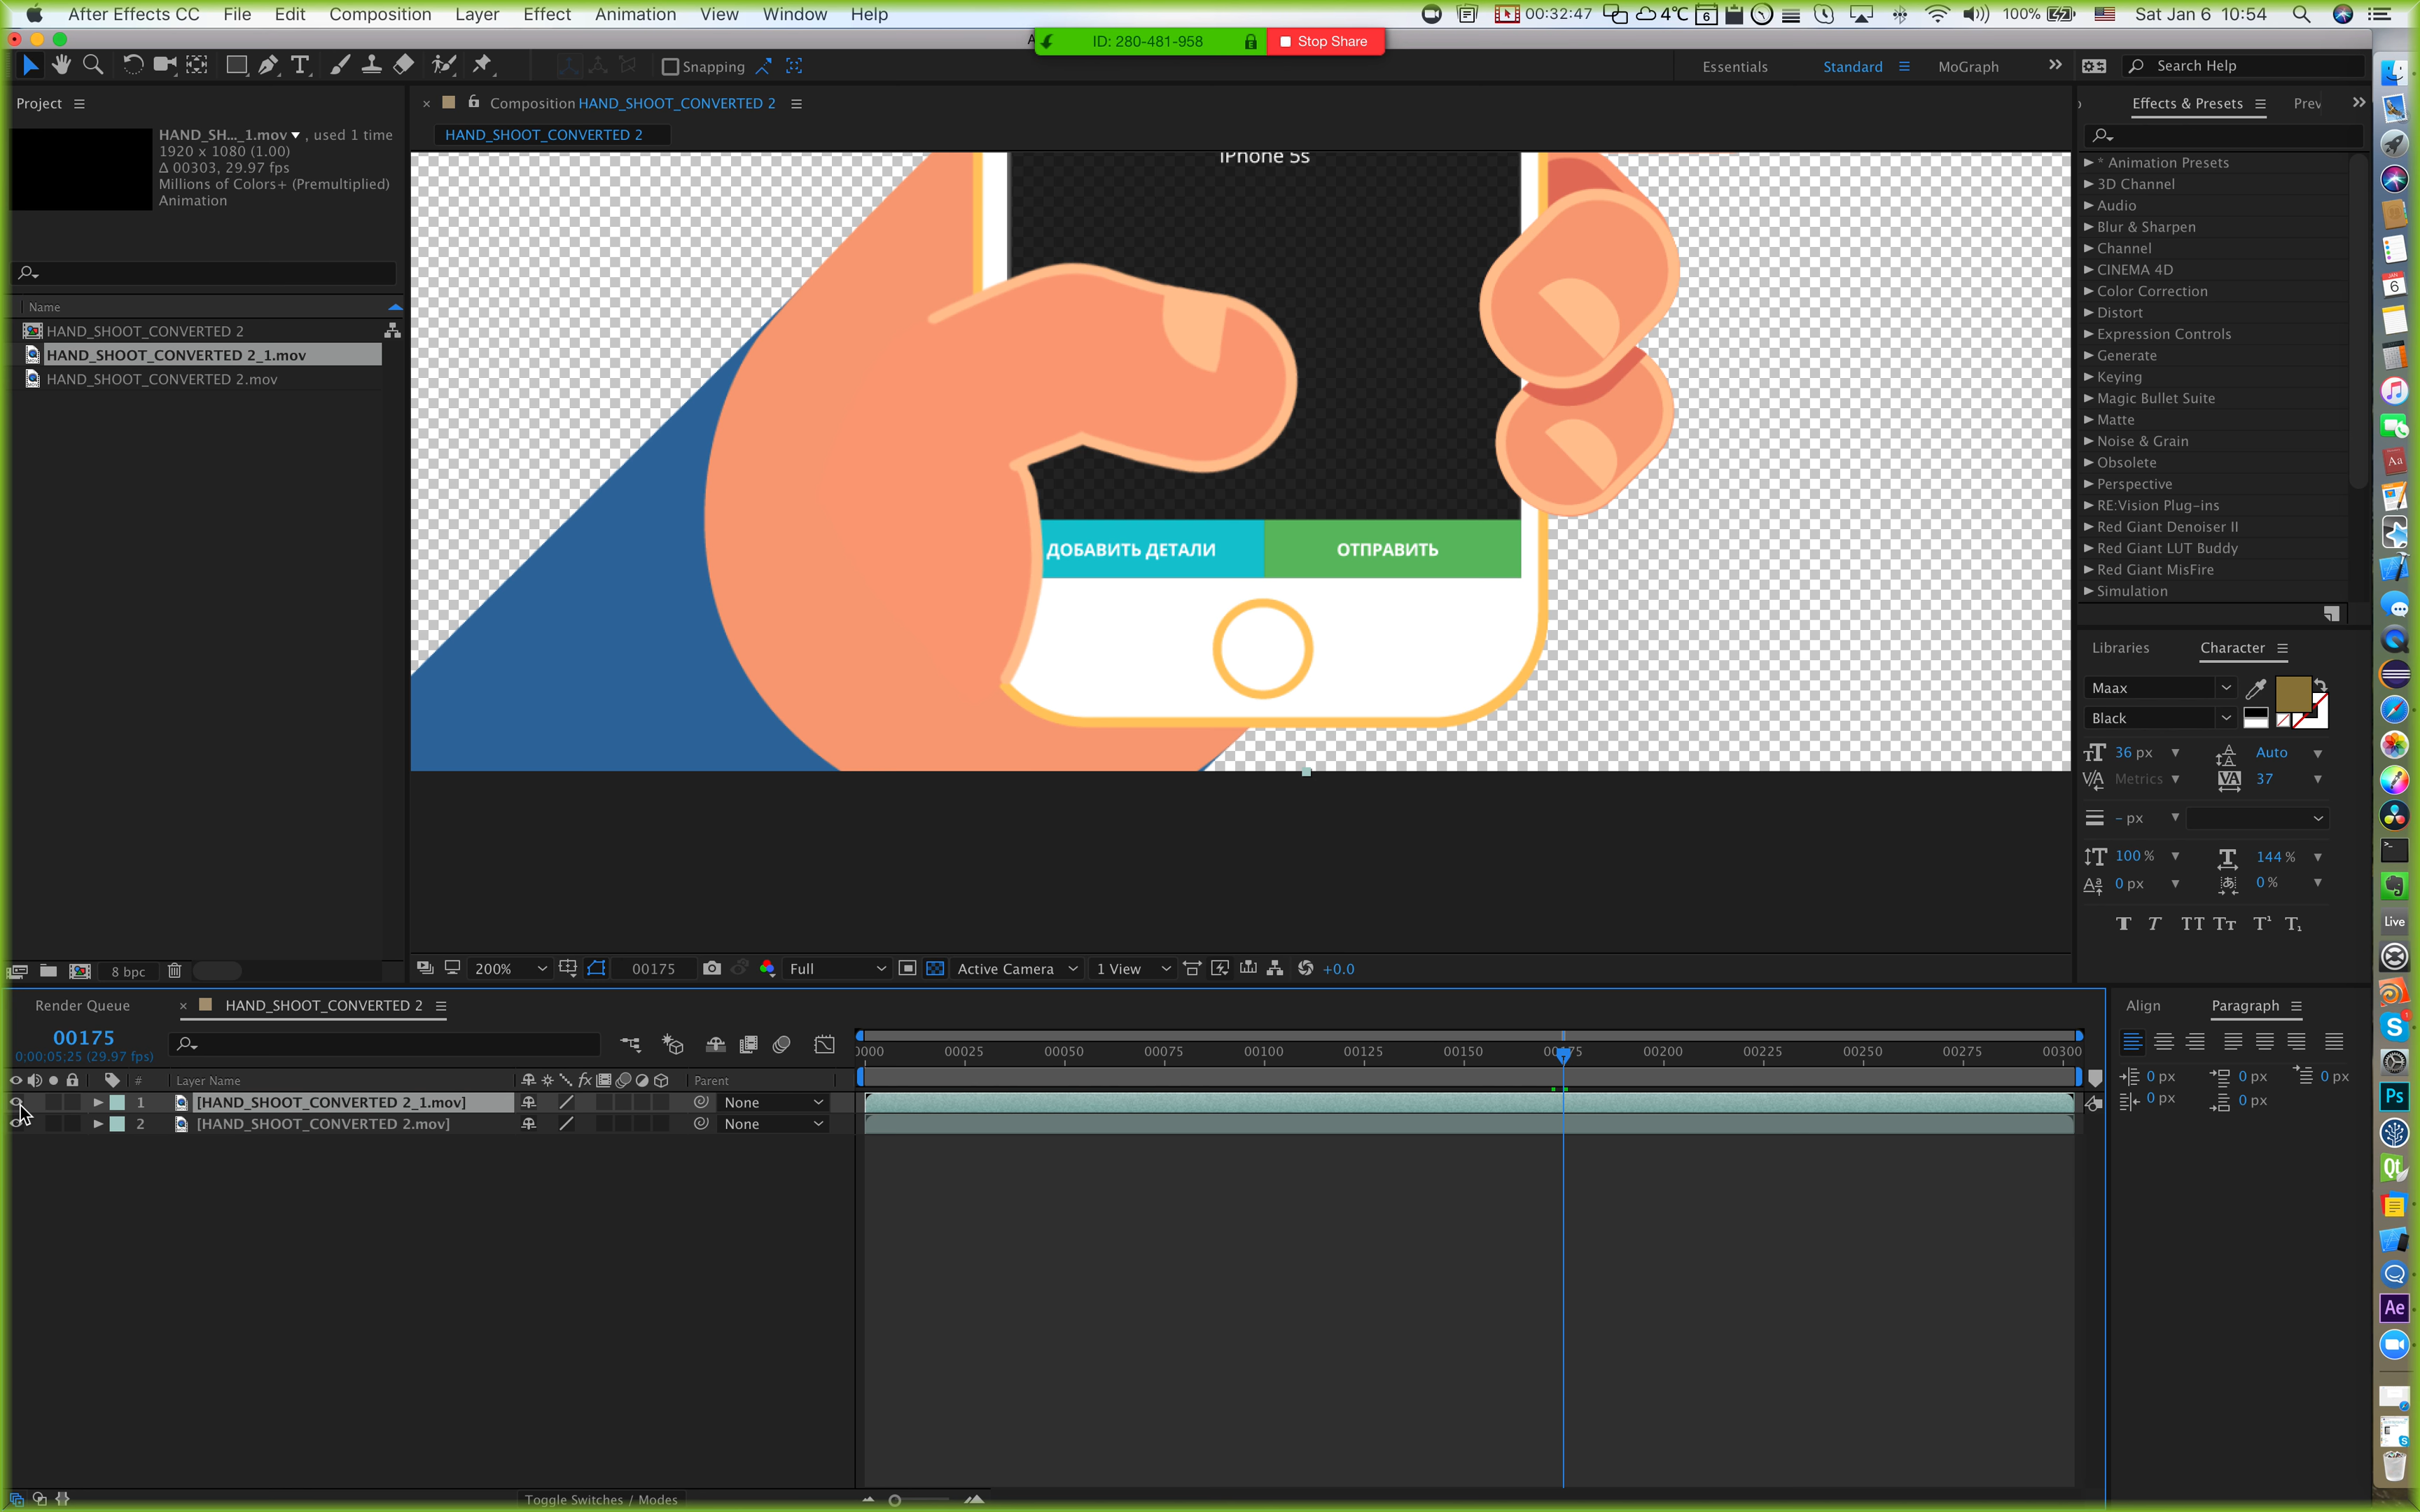 After Effects CC File Edit Composition Layer Effect Animation View Window Help
00:32:47 4°C 6 100% Sat Jan 6 10:54
ID: 280-481-958 Stop Share
Snapping
Essentials Standard MoGraph Search Help
Project
HAND_SH..._1.mov , used 1 time
1920 x 1080 (1.00)
Δ 00303, 29.97 fps
Millions of Colors+ (Premultiplied)
Animation
Name
HAND_SHOOT_CONVERTED 2
HAND_SHOOT_CONVERTED 2_1.mov
HAND_SHOOT_CONVERTED 2.mov
8 bpc
Composition HAND_SHOOT_CONVERTED 2
HAND_SHOOT_CONVERTED 2
iPhone 5s
ДОБАВИТЬ ДЕТАЛИ ОТПРАВИТЬ
200% 00175 Full Active Camera 1 View +0.0
Effects & Presets Prev
* Animation Presets
3D Channel
Audio
Blur & Sharpen
Channel
CINEMA 4D
Color Correction
Distort
Expression Controls
Generate
Keying
Magic Bullet Suite
Matte
Noise & Grain
Obsolete
Perspective
RE:Vision Plug-ins
Red Giant Denoiser II
Red Giant LUT Buddy
Red Giant MisFire
Simulation
Libraries Character
Maax
Black
36 px Auto
Metrics 37
- px
100 % 144 %
0 px 0 %
Align Paragraph
0 px 0 px 0 px
0 px 0 px
Render Queue HAND_SHOOT_CONVERTED 2
00175
0;00;05;25 (29.97 fps)
0000 00025 00050 00075 00100 00125 00150 00175 00200 00225 00250 00275 00300
# Layer Name Parent
1 [HAND_SHOOT_CONVERTED 2_1.mov] None
2 [HAND_SHOOT_CONVERTED 2.mov] None
Toggle Switches / Modes
JAN
6
Aa
Live
S
Ps
Qt
Ae